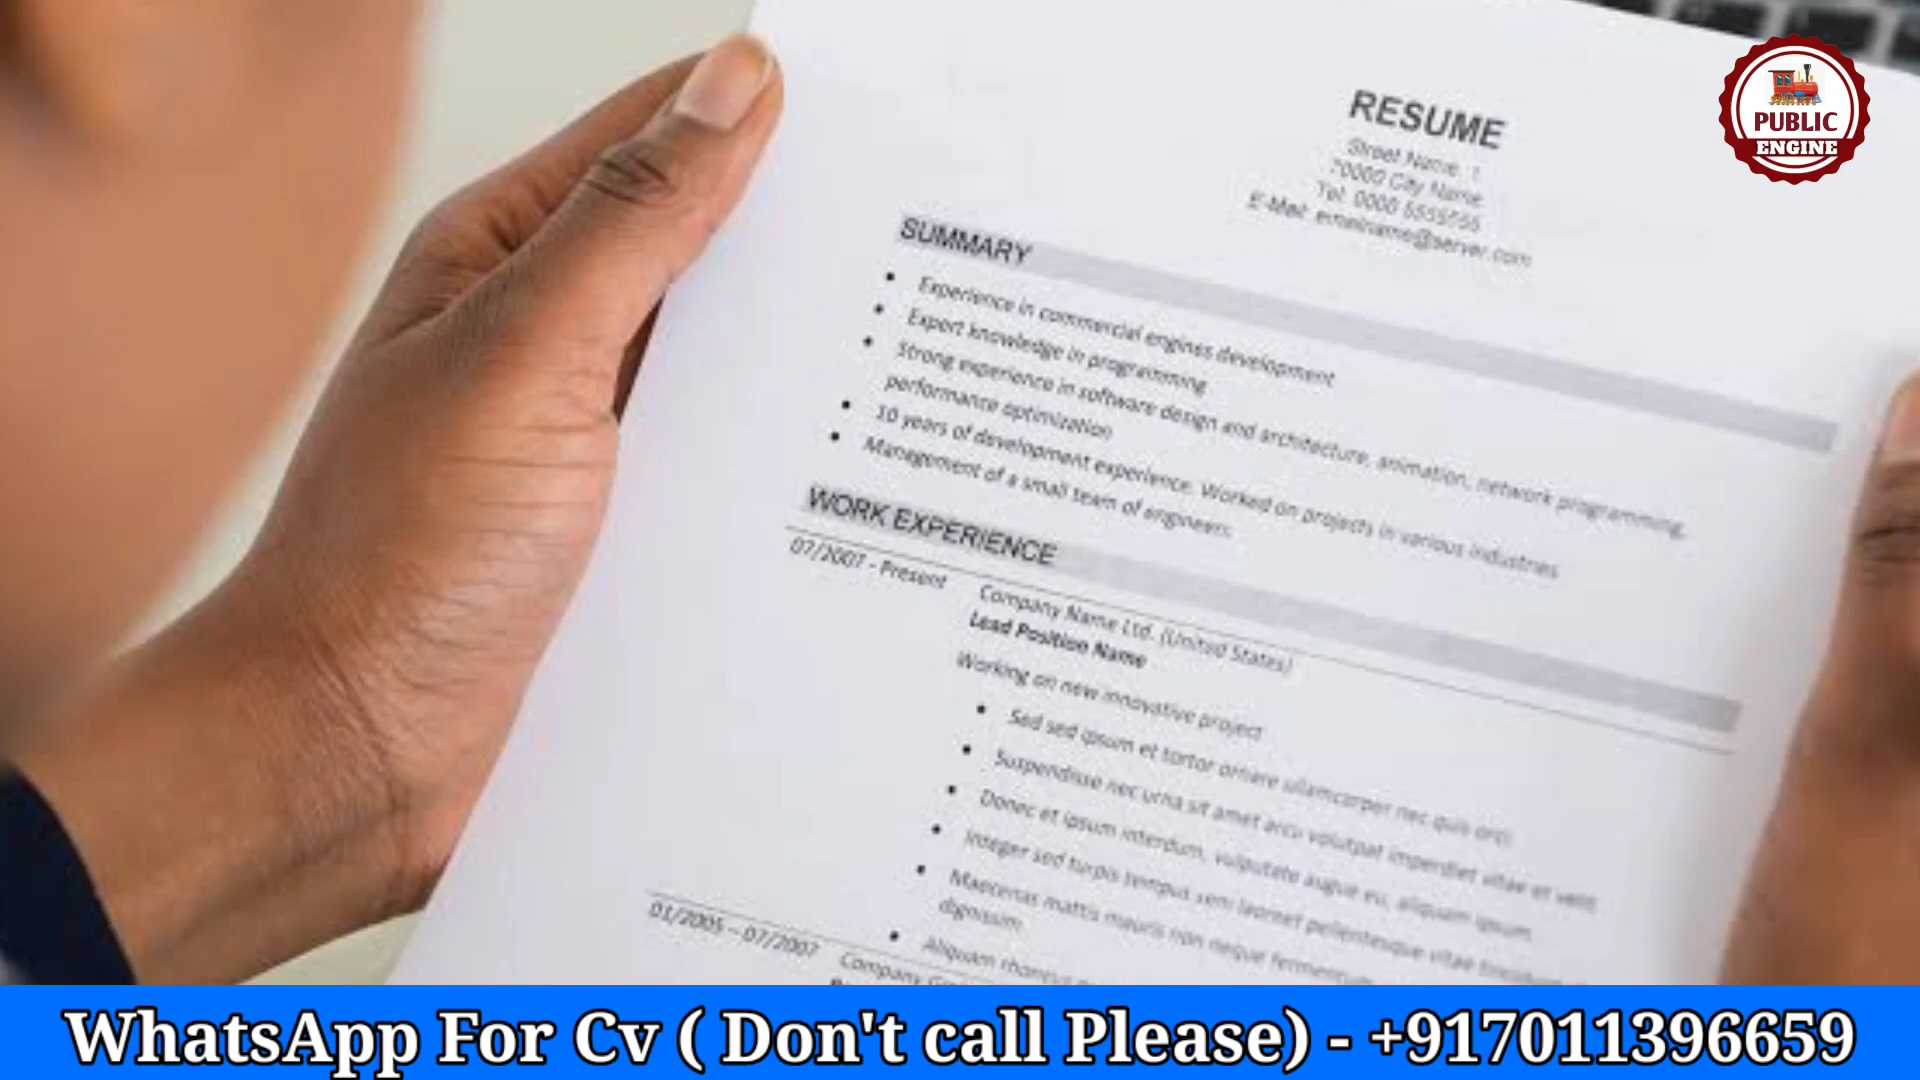 PUBLIC
ENGINE
RESUME
Street Name, 1
70000 City Name
Tel: 0000 5555555
E-Mail: emailname@server.com
SUMMARY
Experience in commercial engines development
Expert knowledge in programming
Strong experience in software design and architecture, animation, network programming,
performance optimization
10 years of development experience. Worked on projects in various industries
Management of a small team of engineers
WORK EXPERIENCE
07/2007 - Present
Company Name Ltd. (United States)
Lead Position Name
Working on new innovative project
Sed sed ipsum et tortor ornare ullamcorper nec quis orci
Suspendisse nec urna sit amet arcu volutpat imperdiet vitae et velit
Donec et ipsum interdum, vulputate augue eu, aliquam ipsum
Integer sed turpis tempus sem laoreet pellentesque vitae tincidunt
Maecenas mattis mauris non neque fermentum
dignissim
Aliquam rhoncus
01/2005 – 07/2007
Company
WhatsApp For Cv ( Don't call Please) - +917011396659